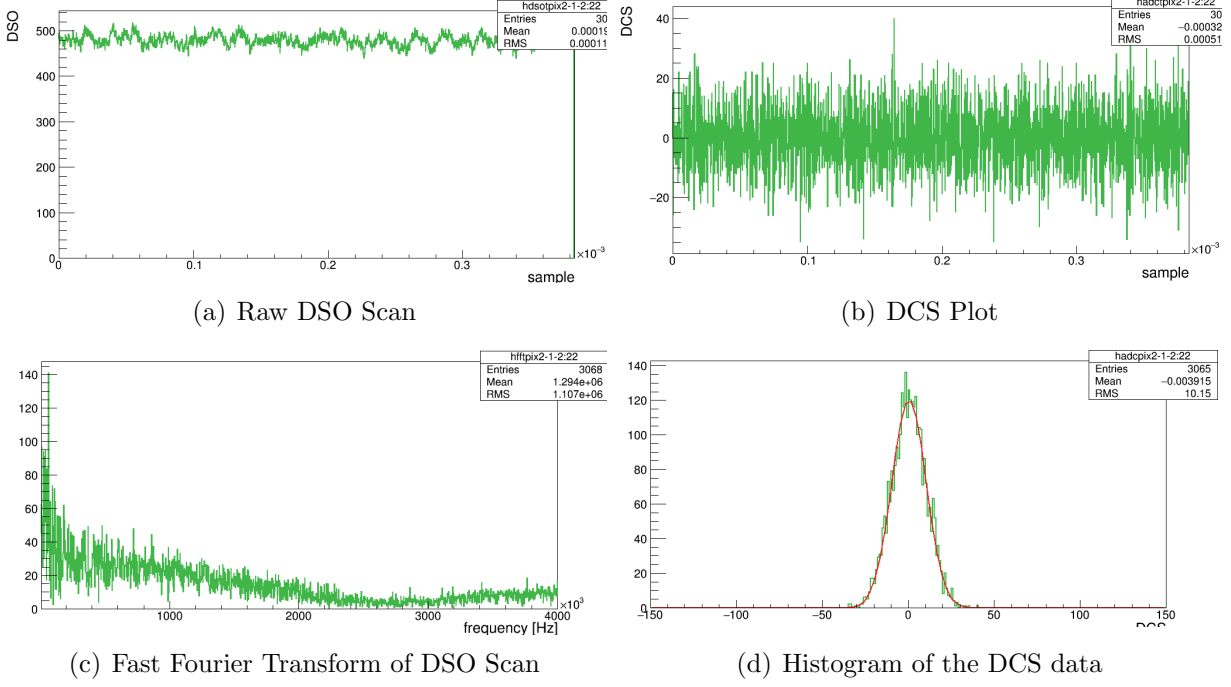 hdsotpix2-1-2:22
Entries 30
Mean 0.00019
RMS 0.00011
DSO
500
400
300
200
100
0
0 0.1 0.2 0.3
×10⁻³
sample
(a) Raw DSO Scan
hadctpix2-1-2:22
Entries 30
Mean −0.00032
RMS 0.00051
DCS
40
20
0
−20
0 0.1 0.2 0.3
×10⁻³
sample
(b) DCS Plot
hfftpix2-1-2:22
Entries 3068
Mean 1.294e+06
RMS 1.107e+06
140
120
100
80
60
40
20
0
1000 2000 3000 4000
×10³
frequency [Hz]
(c) Fast Fourier Transform of DSO Scan
hadcpix2-1-2:22
Entries 3065
Mean −0.003915
RMS 10.15
140
120
100
80
60
40
20
0
−150 −100 −50 0 50 100 150
DCS
(d) Histogram of the DCS data